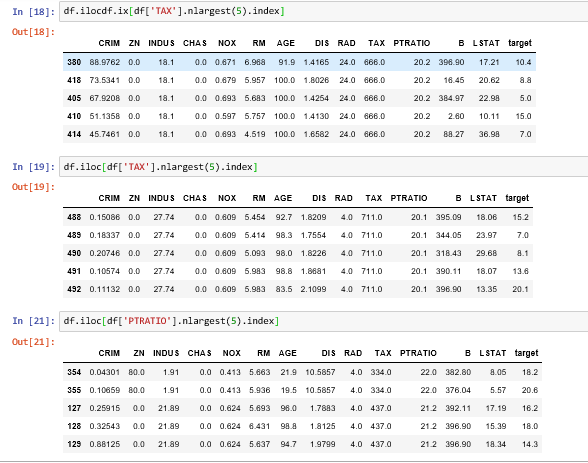 In [18]: df.ilocdf.ix[df['TAX'].nlargest(5).index]
Out[18]:
CRIM ZN INDUS CHAS NOX RM AGE DIS RAD TAX PTRATIO B LSTAT target
380 88.9762 0.0 18.1 0.0 0.671 6.968 91.9 1.4165 24.0 666.0 20.2 396.90 17.21 10.4
418 73.5341 0.0 18.1 0.0 0.679 5.957 100.0 1.8026 24.0 666.0 20.2 16.45 20.62 8.8
405 67.9208 0.0 18.1 0.0 0.693 5.683 100.0 1.4254 24.0 666.0 20.2 384.97 22.98 5.0
410 51.1358 0.0 18.1 0.0 0.597 5.757 100.0 1.4130 24.0 666.0 20.2 2.60 10.11 15.0
414 45.7461 0.0 18.1 0.0 0.693 4.519 100.0 1.6582 24.0 666.0 20.2 88.27 36.98 7.0
In [19]: df.iloc[df['TAX'].nlargest(5).index]
Out[19]:
CRIM ZN INDUS CHAS NOX RM AGE DIS RAD TAX PTRATIO B LSTAT target
488 0.15086 0.0 27.74 0.0 0.609 5.454 92.7 1.8209 4.0 711.0 20.1 395.09 18.06 15.2
489 0.18337 0.0 27.74 0.0 0.609 5.414 98.3 1.7554 4.0 711.0 20.1 344.05 23.97 7.0
490 0.20746 0.0 27.74 0.0 0.609 5.093 98.0 1.8226 4.0 711.0 20.1 318.43 29.68 8.1
491 0.10574 0.0 27.74 0.0 0.609 5.983 98.8 1.8681 4.0 711.0 20.1 390.11 18.07 13.6
492 0.11132 0.0 27.74 0.0 0.609 5.983 83.5 2.1099 4.0 711.0 20.1 396.90 13.35 20.1
In [21]: df.iloc[df['PTRATIO'].nlargest(5).index]
Out[21]:
CRIM ZN INDUS CHAS NOX RM AGE DIS RAD TAX PTRATIO B LSTAT target
354 0.04301 80.0 1.91 0.0 0.413 5.663 21.9 10.5857 4.0 334.0 22.0 382.80 8.05 18.2
355 0.10659 80.0 1.91 0.0 0.413 5.936 19.5 10.5857 4.0 334.0 22.0 376.04 5.57 20.6
127 0.25915 0.0 21.89 0.0 0.624 5.693 96.0 1.7883 4.0 437.0 21.2 392.11 17.19 16.2
128 0.32543 0.0 21.89 0.0 0.624 6.431 98.8 1.8125 4.0 437.0 21.2 396.90 15.39 18.0
129 0.88125 0.0 21.89 0.0 0.624 5.637 94.7 1.9799 4.0 437.0 21.2 396.90 18.34 14.3